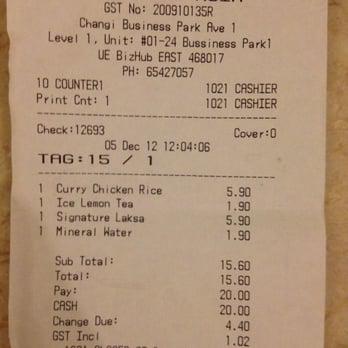 GST No: 200910135R
Changi Business Park Ave 1
Level 1, Unit: #01-24 Bussiness Park1
UE BizHub EAST 468017
PH: 65427057
10 COUNTER1 1021 CASHIER
Print Cnt: 1 1021 CASHIER
Check:12693 Cover:0
05 Dec 12 12:04:06
TAG:15 / 1
1 Curry Chicken Rice 5.90
1 Ice Lemon Tea 1.90
1 Signature Laksa 5.90
1 Mineral Water 1.90
Sub Total: 15.60
Total: 15.60
Pay: 20.00
CASH 20.00
Change Due: 4.40
GST Incl 1.02